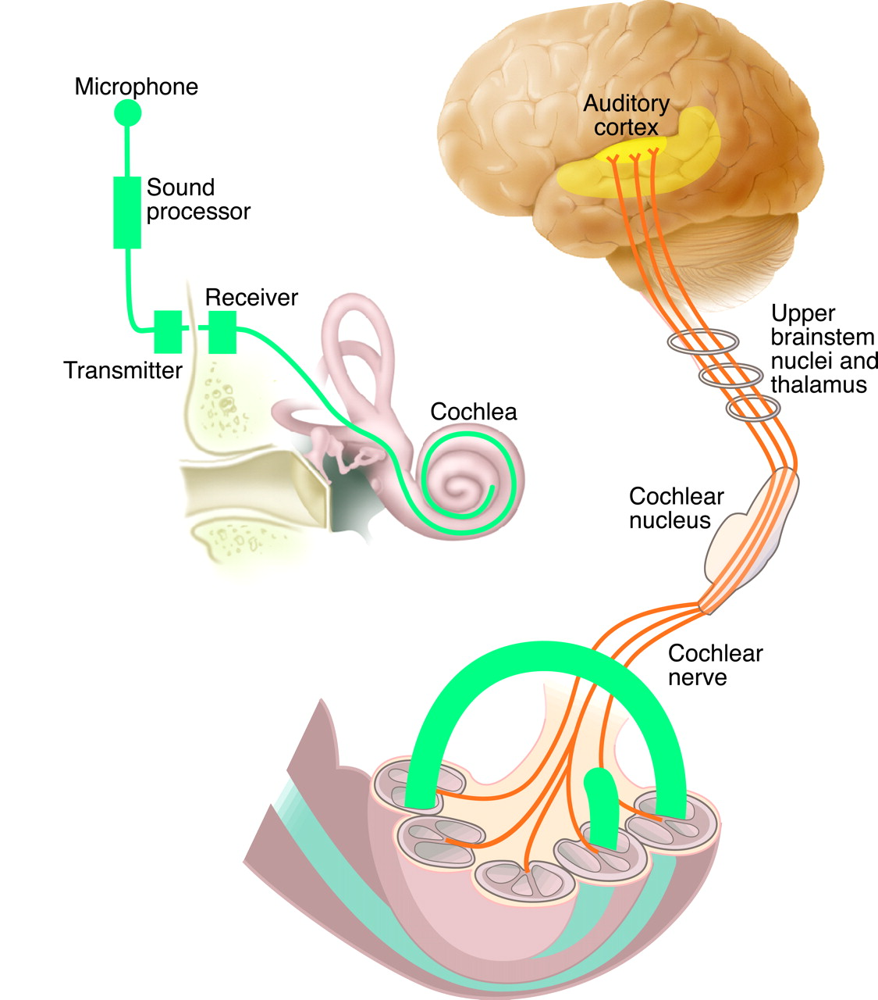 Microphone
Sound
processor
Receiver
Transmitter
Cochlea
Auditory
cortex
Upper
brainstem
nuclei and
thalamus
Cochlear
nucleus
Cochlear
nerve